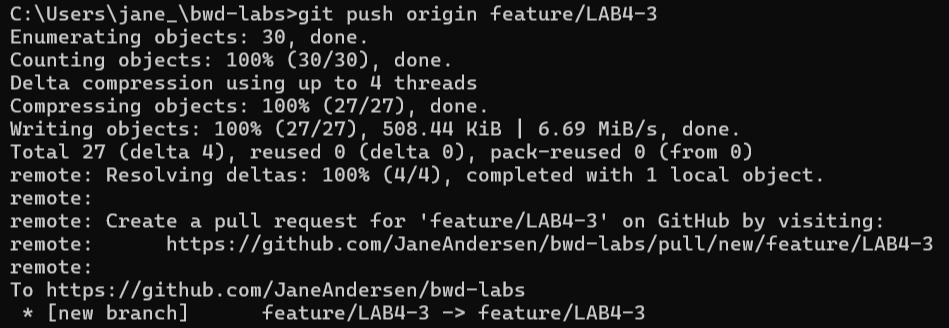 C:\Users\jane_\bwd-labs>git push origin feature/LAB4-3
Enumerating objects: 30, done.
Counting objects: 100% (30/30), done.
Delta compression using up to 4 threads
Compressing objects: 100% (27/27), done.
Writing objects: 100% (27/27), 508.44 KiB | 6.69 MiB/s, done.
Total 27 (delta 4), reused 0 (delta 0), pack-reused 0 (from 0)
remote: Resolving deltas: 100% (4/4), completed with 1 local object.
remote:
remote: Create a pull request for 'feature/LAB4-3' on GitHub by visiting:
remote:      https://github.com/JaneAndersen/bwd-labs/pull/new/feature/LAB4-3
remote:
To https://github.com/JaneAndersen/bwd-labs
 * [new branch]      feature/LAB4-3 -> feature/LAB4-3